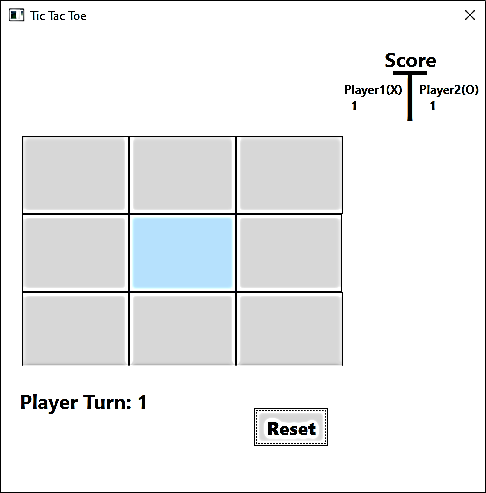 Tic Tac Toe
Score
Player1(X) Player2(O)
1 1
Player Turn: 1
Reset